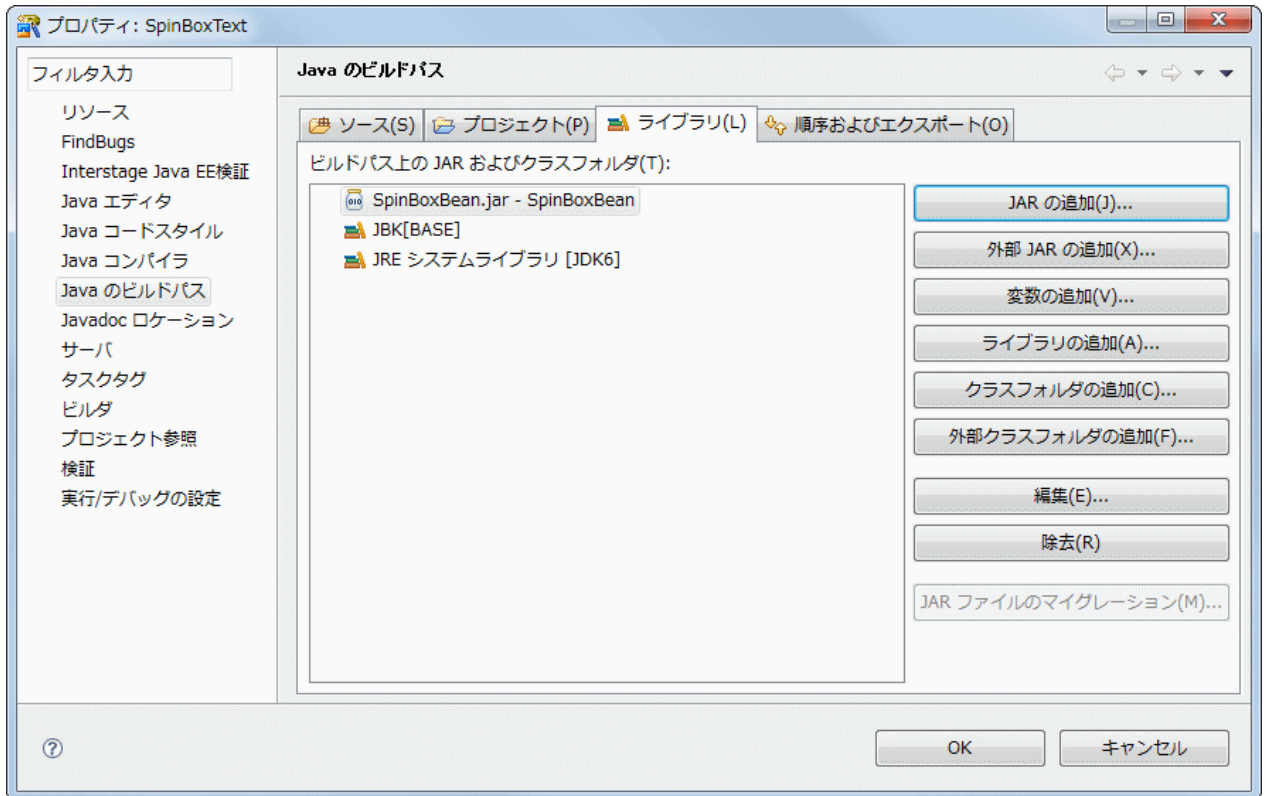 プロパティ: SpinBoxText
フィルタ入力
リソース
FindBugs
Interstage Java EE検証
Java エディタ
Java コードスタイル
Java コンパイラ
Java のビルドパス
Javadoc ロケーション
サーバ
タスクタグ
ビルダ
プロジェクト参照
検証
実行/デバッグの設定
Java のビルドパス
ソース(S) プロジェクト(P) ライブラリ(L) 順序およびエクスポート(O)
ビルドパス上の JAR およびクラスフォルダ(T):
SpinBoxBean.jar - SpinBoxBean
JBK[BASE]
JRE システムライブラリ [JDK6]
JAR の追加(J)...
外部 JAR の追加(X)...
変数の追加(V)...
ライブラリの追加(A)...
クラスフォルダの追加(C)...
外部クラスフォルダの追加(F)...
編集(E)...
除去(R)
JAR ファイルのマイグレーション(M)...
OK キャンセル